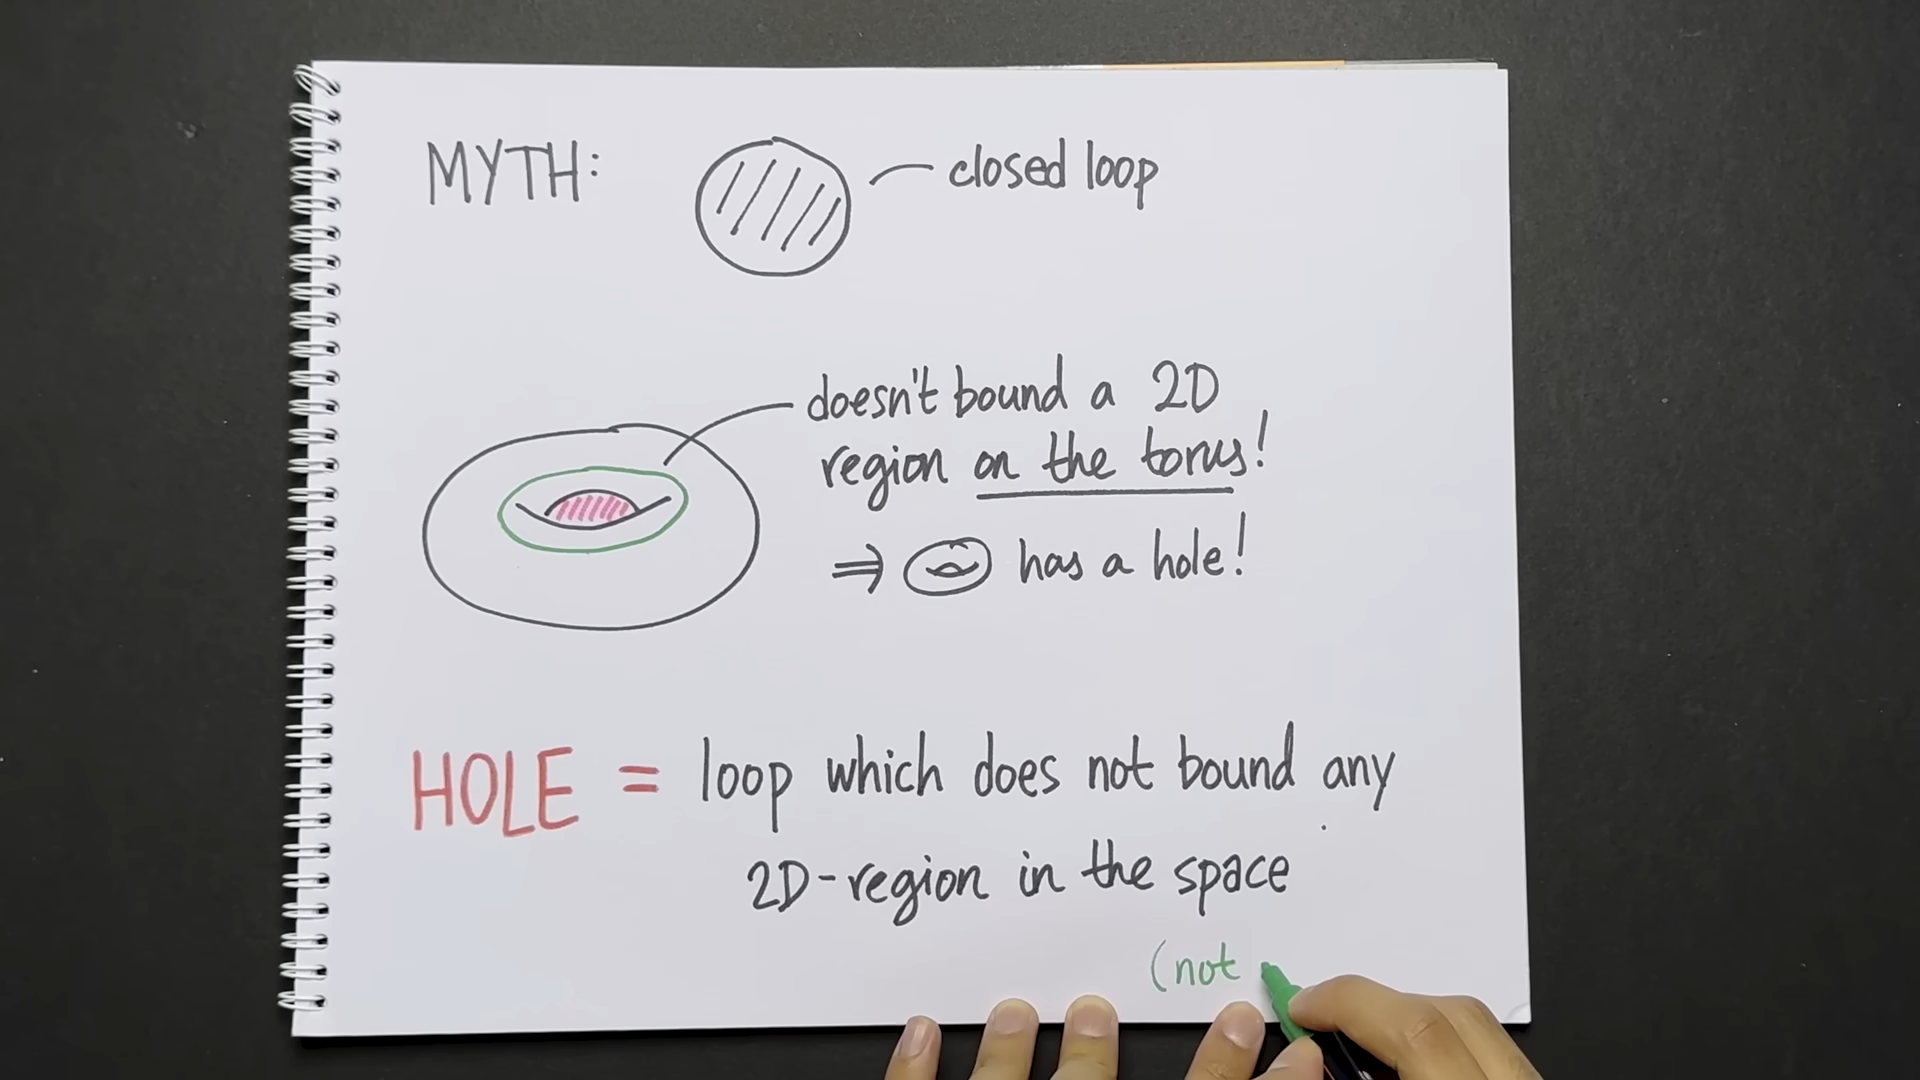 MYTH:
closed loop
doesn't bound a 2D
region on the torus!
⇒ has a hole!
HOLE = loop which does not bound any
2D-region in the space
(not